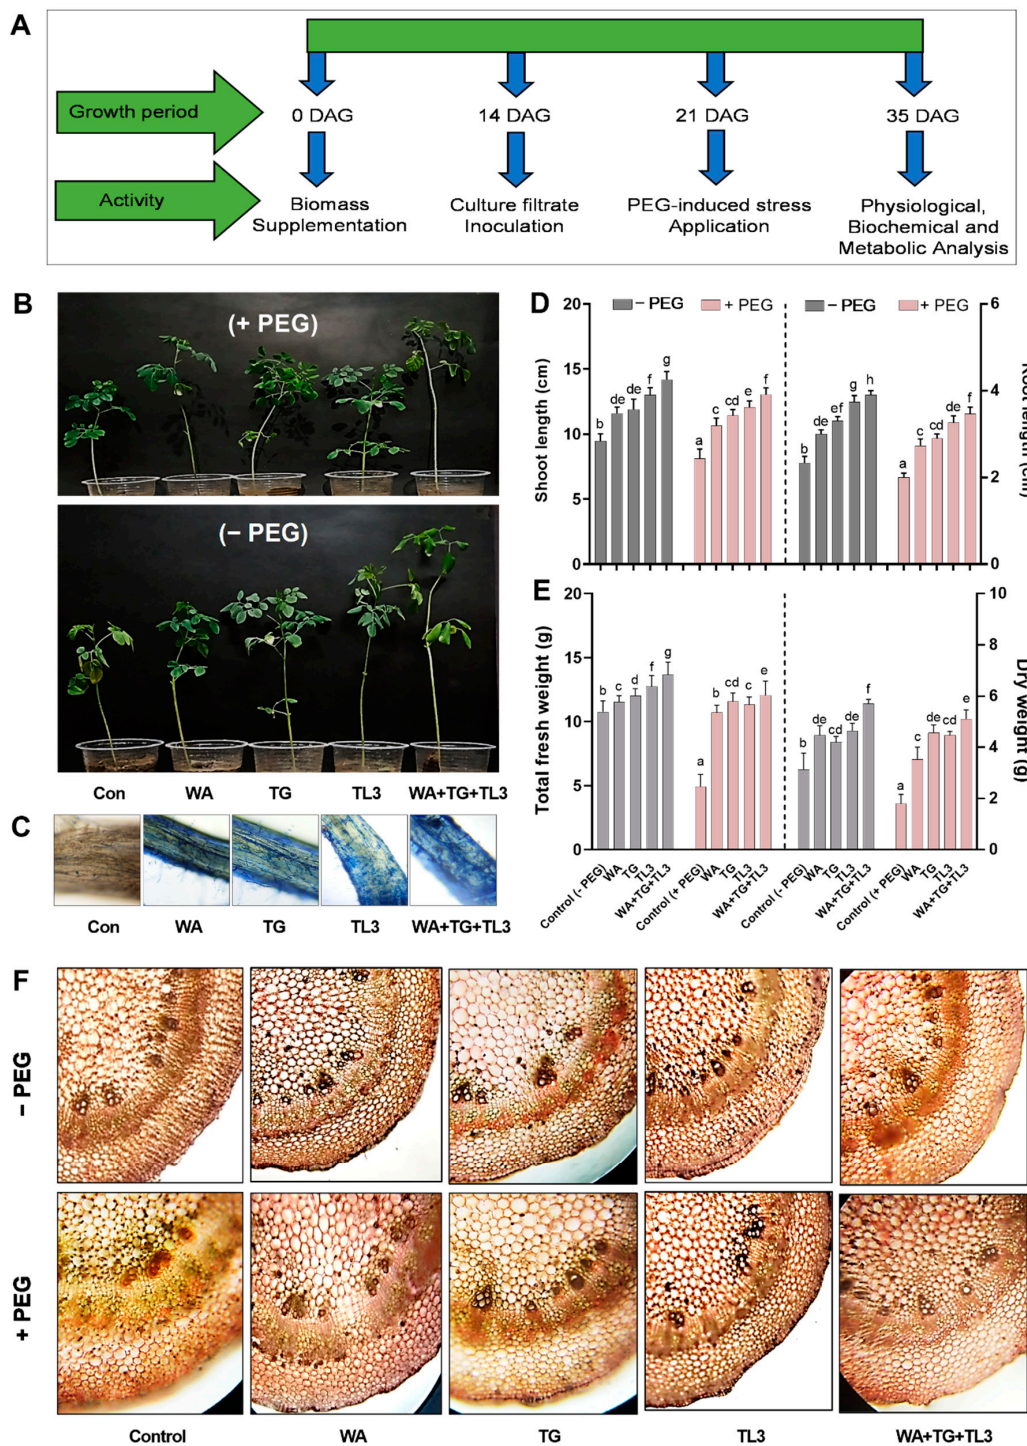 A
Growth period
0 DAG
14 DAG
21 DAG
35 DAG
Activity
Biomass
Supplementation
Culture filtrate
Inoculation
PEG-induced stress
Application
Physiological,
Biochemical and
Metabolic Analysis
B
(+ PEG)
(− PEG)
Con WA TG TL3 WA+TG+TL3
C
Con WA TG TL3 WA+TG+TL3
D
− PEG + PEG − PEG + PEG
Shoot length (cm)
20
15
10
5
0
b de de f g
a c cd e f
b de ef g h
a c cd de f
6
4
2
0
Root length (cm)
E
Total fresh weight (g)
20
15
10
5
0
b c d f g
a b cd c e
b de d de f
a c de d e
10
8
6
4
2
0
Dry weight (g)
Control (- PEG) WA TG TL3 WA+TG+TL3
Control (+ PEG) WA TG TL3 WA+TG+TL3
Control (- PEG) WA TG TL3 WA+TG+TL3
Control (+ PEG) WA TG TL3 WA+TG+TL3
F
− PEG
+ PEG
Control WA TG TL3 WA+TG+TL3